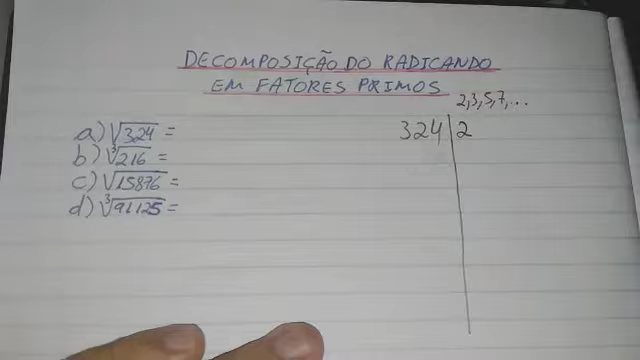 DECOMPOSIÇÃO DO RADICANDO
EM FATORES PRIMOS
2,3,5,7,...
a) √324 =
b) ∛216 =
c) √15876 =
d) ∛91125 =
324 | 2